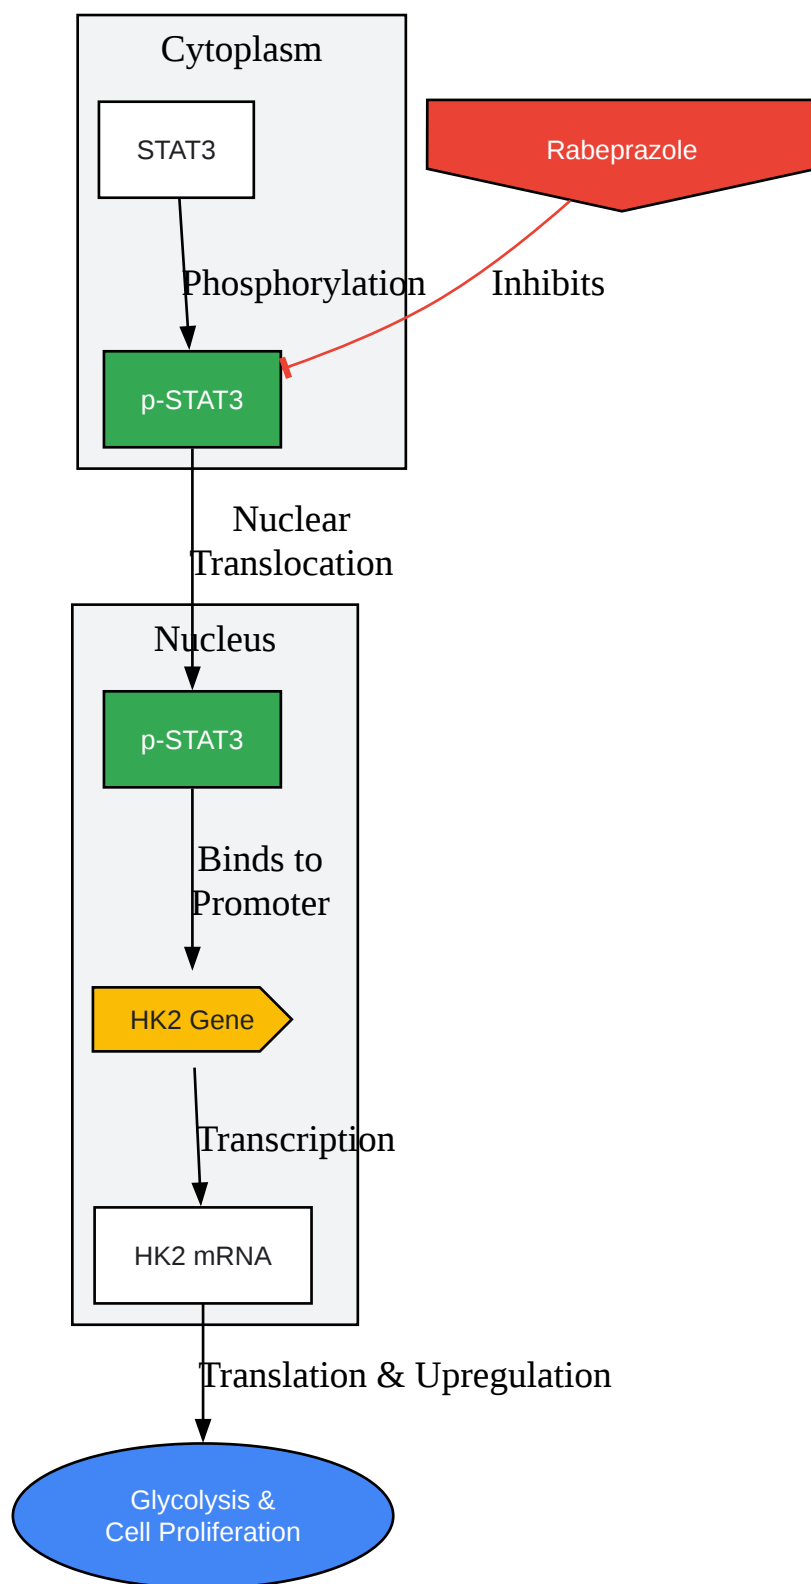 Cytoplasm
STAT3
Rabeprazole
Phosphorylation
Inhibits
p-STAT3
Nuclear
Translocation
Nucleus
p-STAT3
Binds to
Promoter
HK2 Gene
Transcription
HK2 mRNA
Translation & Upregulation
Glycolysis &
Cell Proliferation